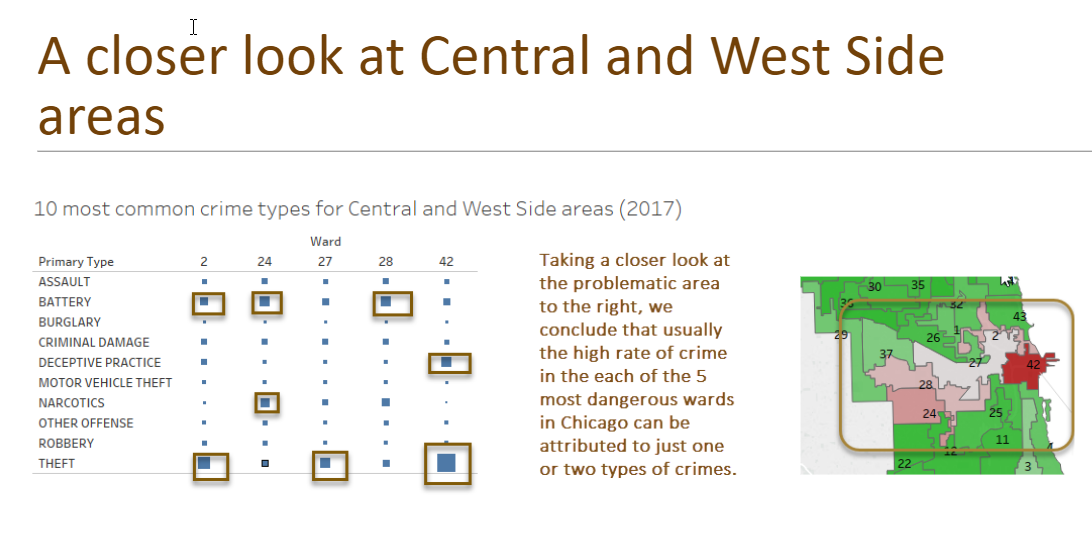 A closer look at Central and West Side
areas
10 most common crime types for Central and West Side areas (2017)
Ward
Primary Type 2 24 27 28 42
ASSAULT
BATTERY
BURGLARY
CRIMINAL DAMAGE
DECEPTIVE PRACTICE
MOTOR VEHICLE THEFT
NARCOTICS
OTHER OFFENSE
ROBBERY
THEFT
Taking a closer look at
the problematic area
to the right, we
conclude that usually
the high rate of crime
in the each of the 5
most dangerous wards
in Chicago can be
attributed to just one
or two types of crimes.
30 35
36 32 43
29 26 1 2
37 27 42
28
24 25
12 11
22 3